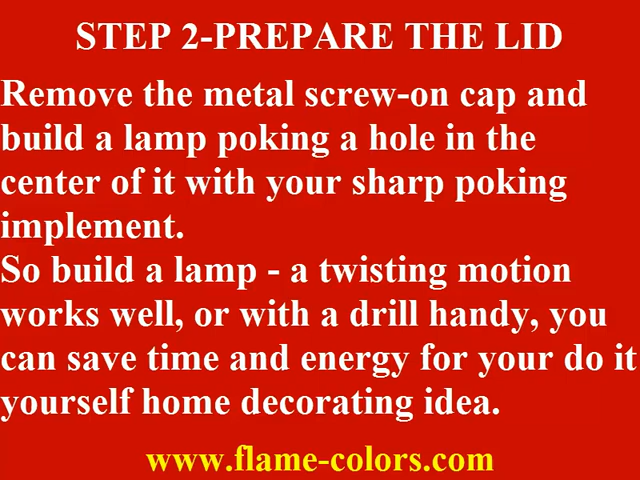 STEP 2-PREPARE THE LID
Remove the metal screw-on cap and
build a lamp poking a hole in the
center of it with your sharp poking
implement.
So build a lamp - a twisting motion
works well, or with a drill handy, you
can save time and energy for your do it
yourself home decorating idea.
www.flame-colors.com